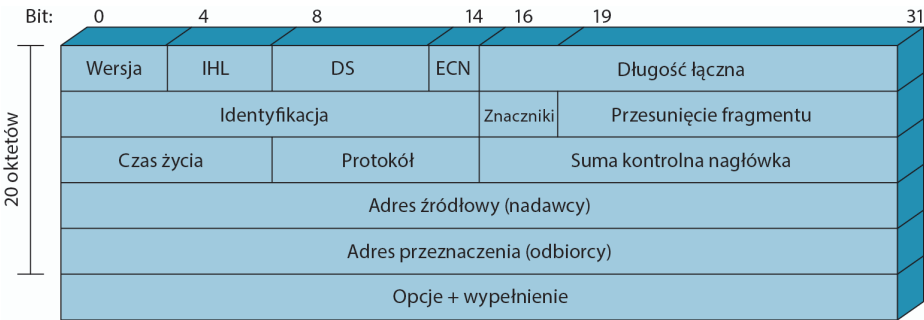 Bit: 0 4 8 14 16 19 31
Wersja IHL DS ECN Długość łączna
Identyfikacja Znaczniki Przesunięcie fragmentu
Czas życia Protokół Suma kontrolna nagłówka
Adres źródłowy (nadawcy)
Adres przeznaczenia (odbiorcy)
Opcje + wypełnienie
20 oktetów